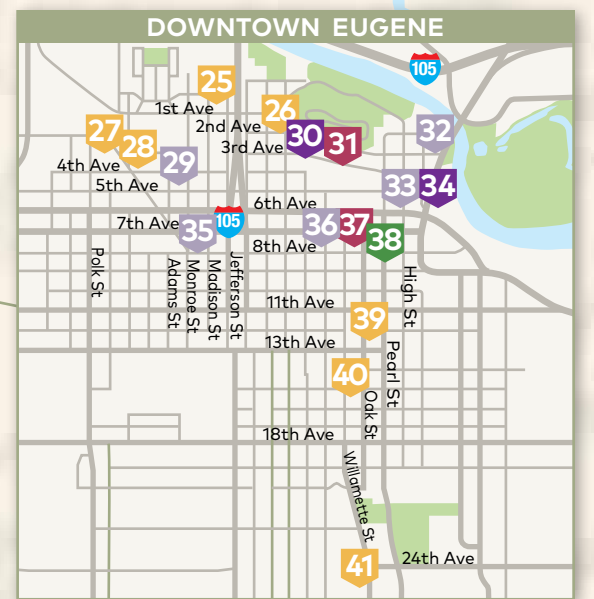 DOWNTOWN EUGENE
105
25
1st Ave
26
2nd Ave
27
28
30
31
32
3rd Ave
4th Ave
29
5th Ave
33
34
6th Ave
7th Ave
35
105
36
37
38
8th Ave
Polk St
Adams St
Monroe St
Madison St
Jefferson St
High St
11th Ave
39
13th Ave
Pearl St
40
Oak St
18th Ave
Willamette St
24th Ave
41